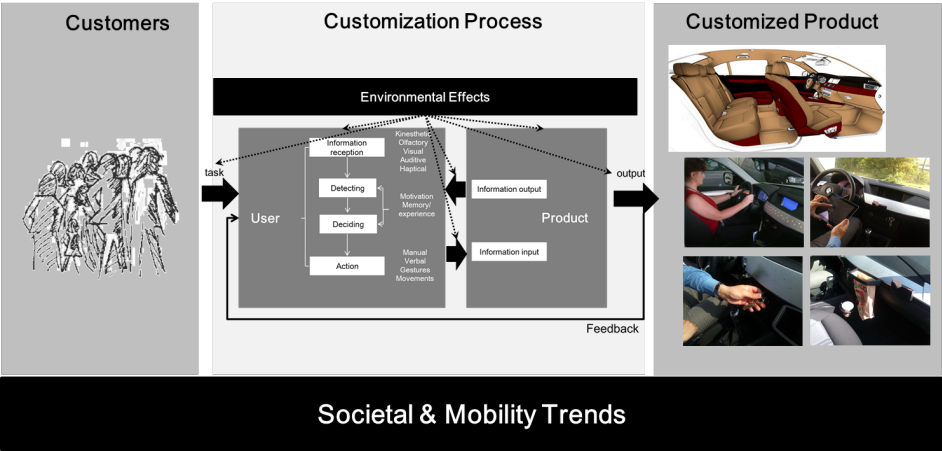 Customers
Customization Process
Customized Product
Environmental Effects
task
output
User
Information
reception
Detecting
Deciding
Action
Kinesthetic
Olfactory
Visual
Auditive
Haptical
Motivation
Memory/
experience
Manual
Verbal
Gestures
Movements
Information output
Product
Information input
Feedback
Societal & Mobility Trends